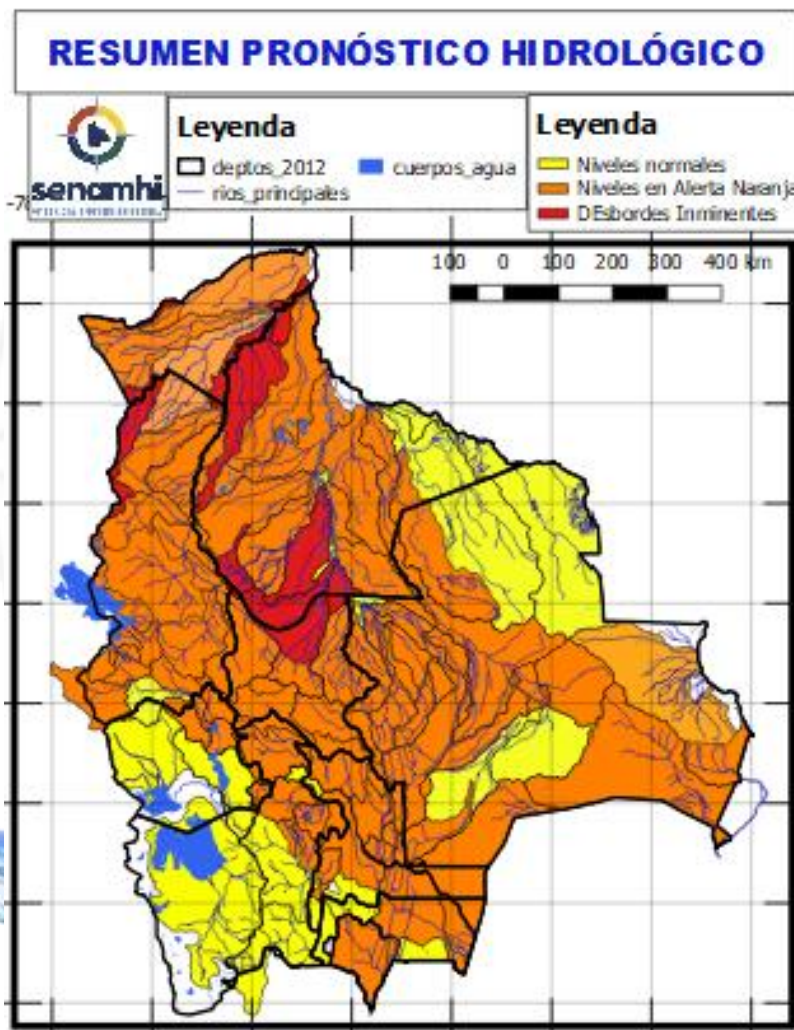 RESUMEN PRONÓSTICO HIDROLÓGICO
senamhi
Leyenda
deptos_2012 cuerpos_agua
rios_principales
Leyenda
Niveles normales
Niveles en Alerta Naranja
DEsbordes Inminentes
100 0 100 200 300 400 km